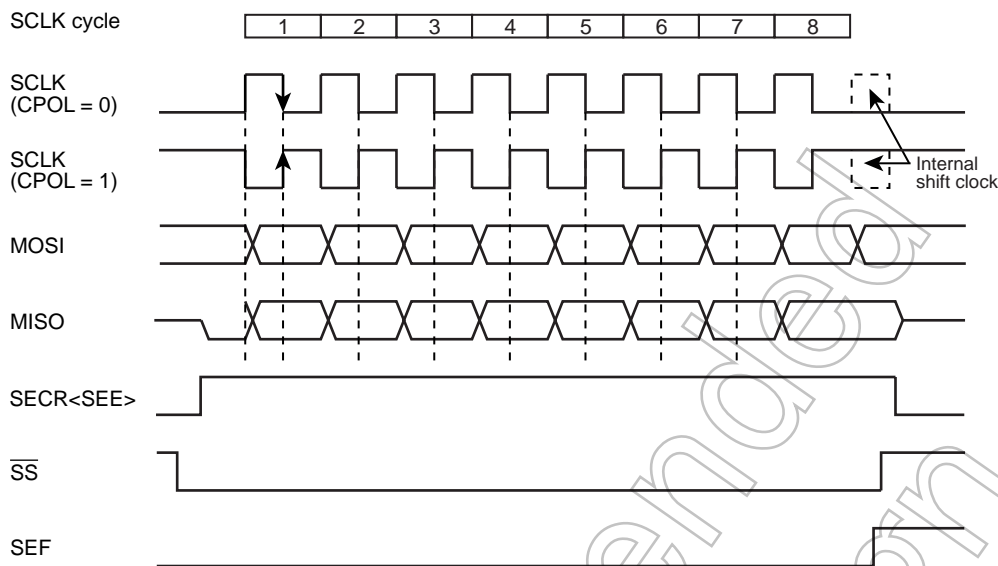 SCLK cycle 1 2 3 4 5 6 7 8
SCLK
(CPOL = 0)
SCLK
(CPOL = 1)
Internal
shift clock
MOSI
MISO
SECR<SEE>
SS
SEF
ended